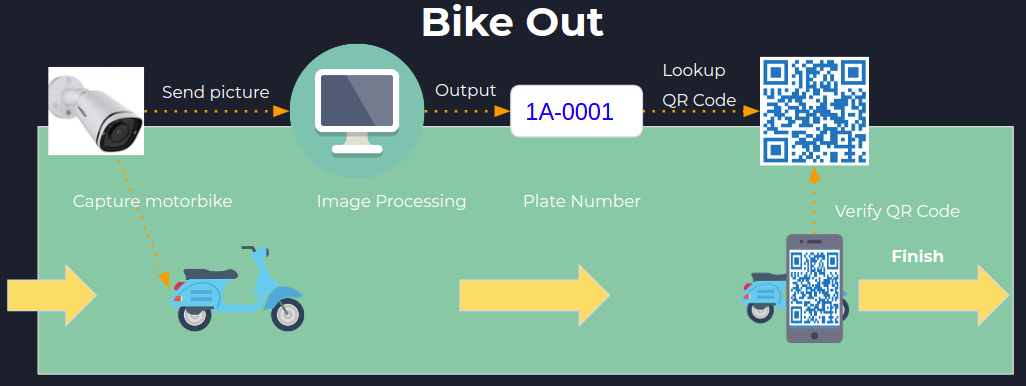 Bike Out
Send picture
Output
Lookup
QR Code
1A-0001
Capture motorbike
Image Processing
Plate Number
Verify QR Code
Finish